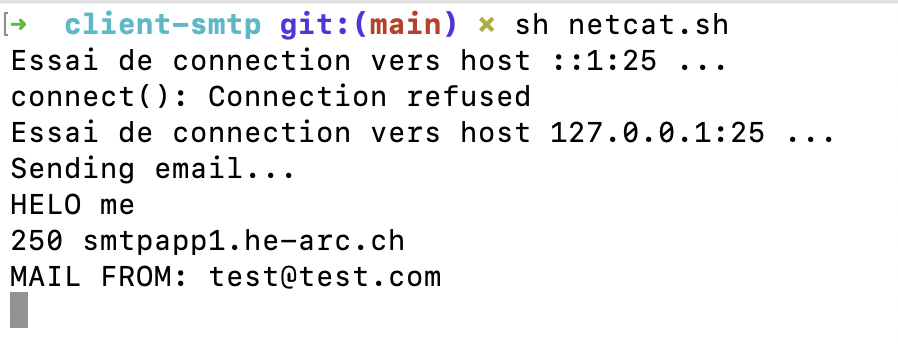 ➜ client-smtp git:(main) × sh netcat.sh
Essai de connection vers host ::1:25 ...
connect(): Connection refused
Essai de connection vers host 127.0.0.1:25 ...
Sending email...
HELO me
250 smtpapp1.he-arc.ch
MAIL FROM: test@test.com